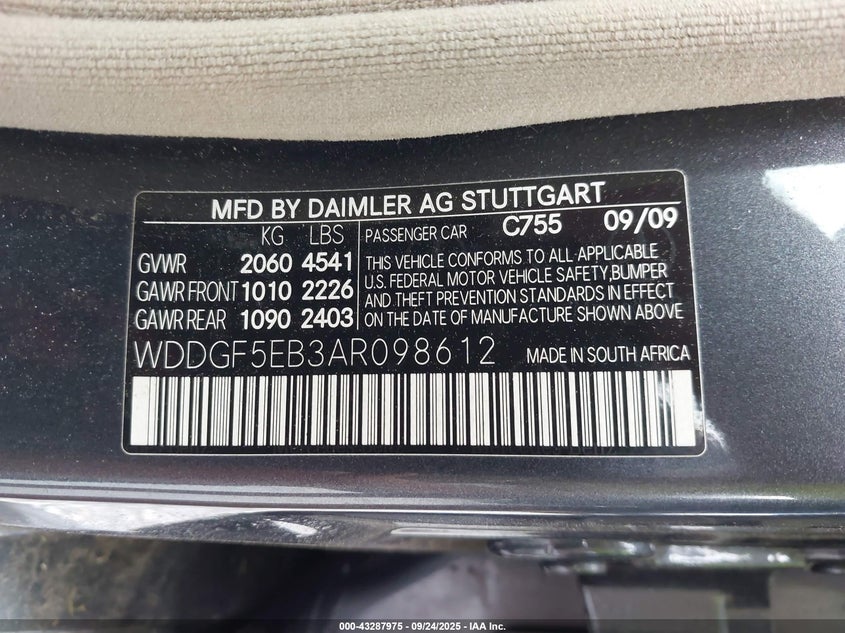 MFD BY DAIMLER AG STUTTGART
KG LBS PASSENGER CAR C755 09/09
GVWR 2060 4541 THIS VEHICLE CONFORMS TO ALL APPLICABLE
U.S. FEDERAL MOTOR VEHICLE SAFETY,BUMPER
GAWR FRONT 1010 2226 AND THEFT PREVENTION STANDARDS IN EFFECT
GAWR REAR 1090 2403 ON THE DATE OF MANUFACTURE SHOWN ABOVE
WDDGF5EB3AR098612 MADE IN SOUTH AFRICA
000-43287975 - 09/24/2025 - IAA Inc.